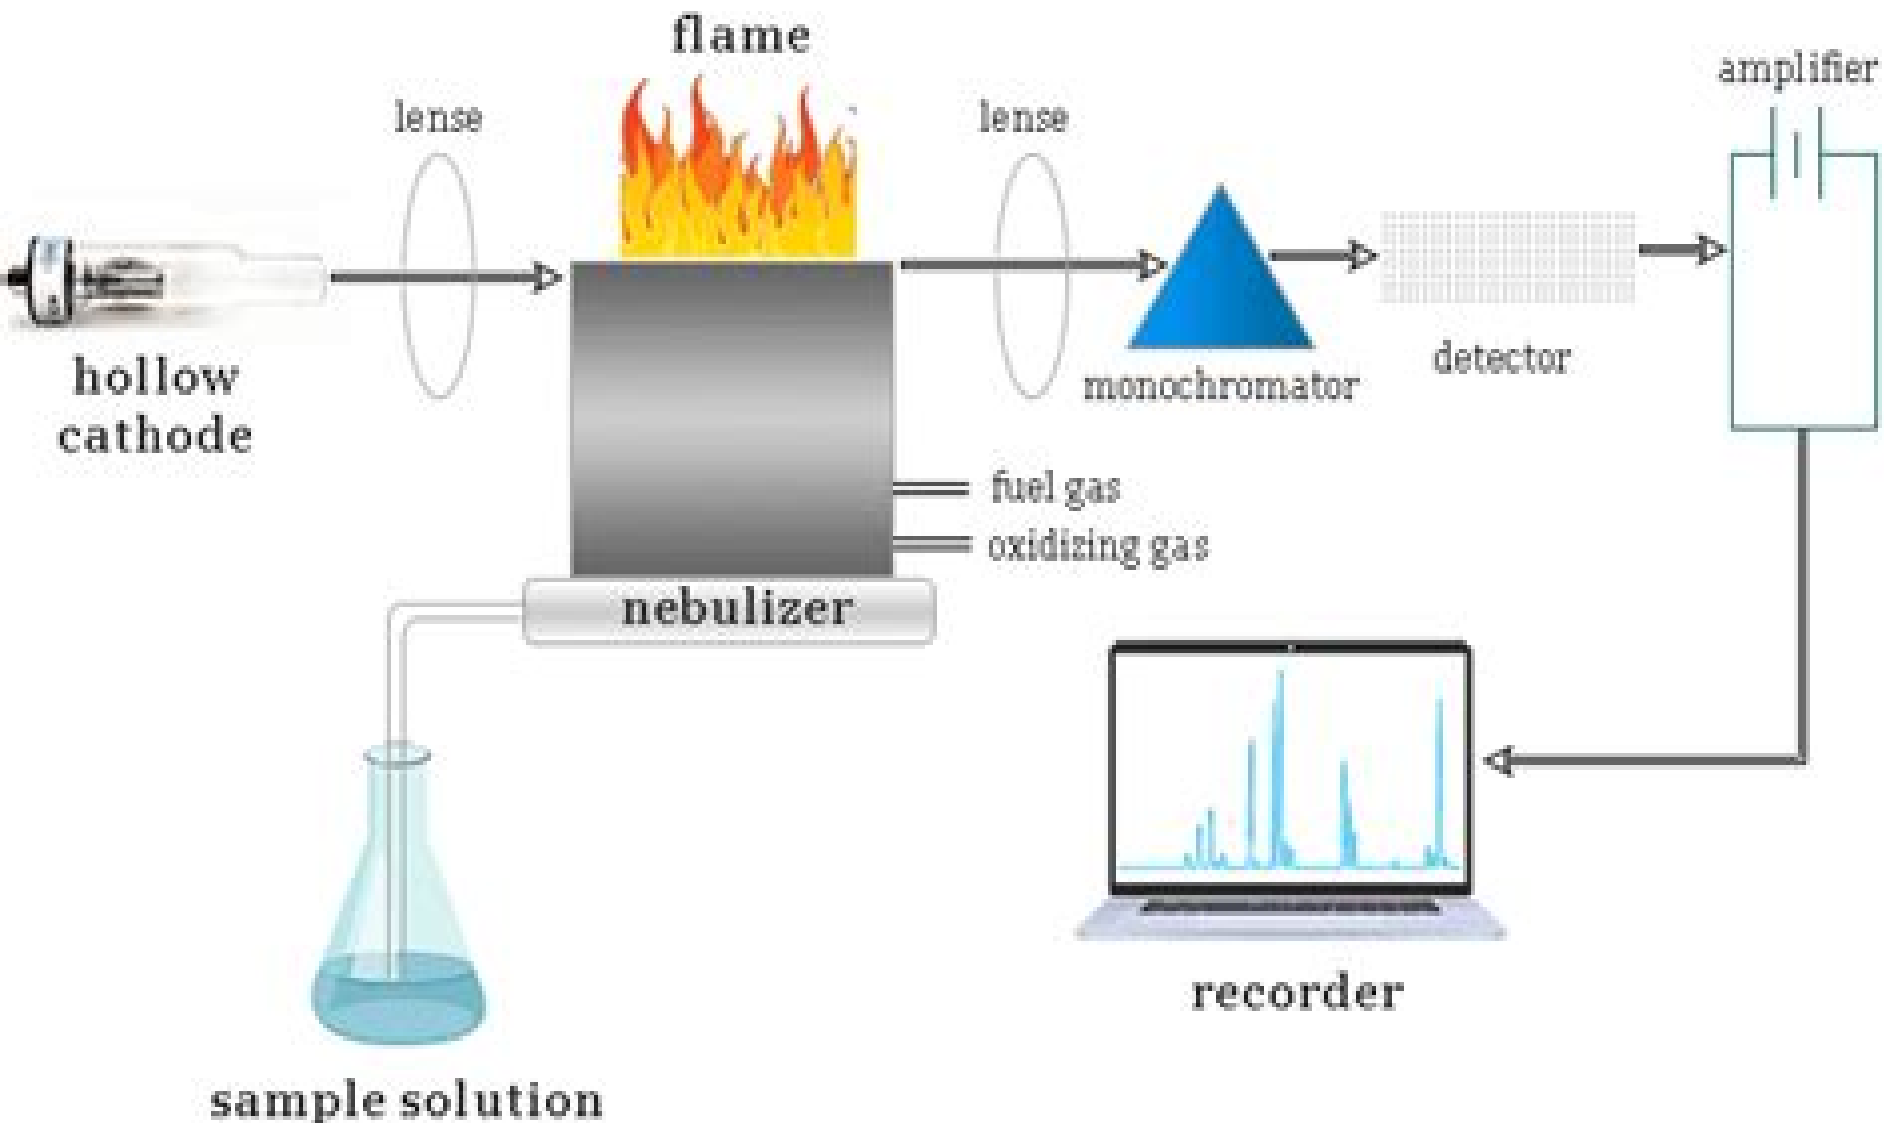 flame
amplifier
lense
lense
hollow
cathode
monochromator
detector
fuel gas
oxidizing gas
nebulizer
recorder
sample solution